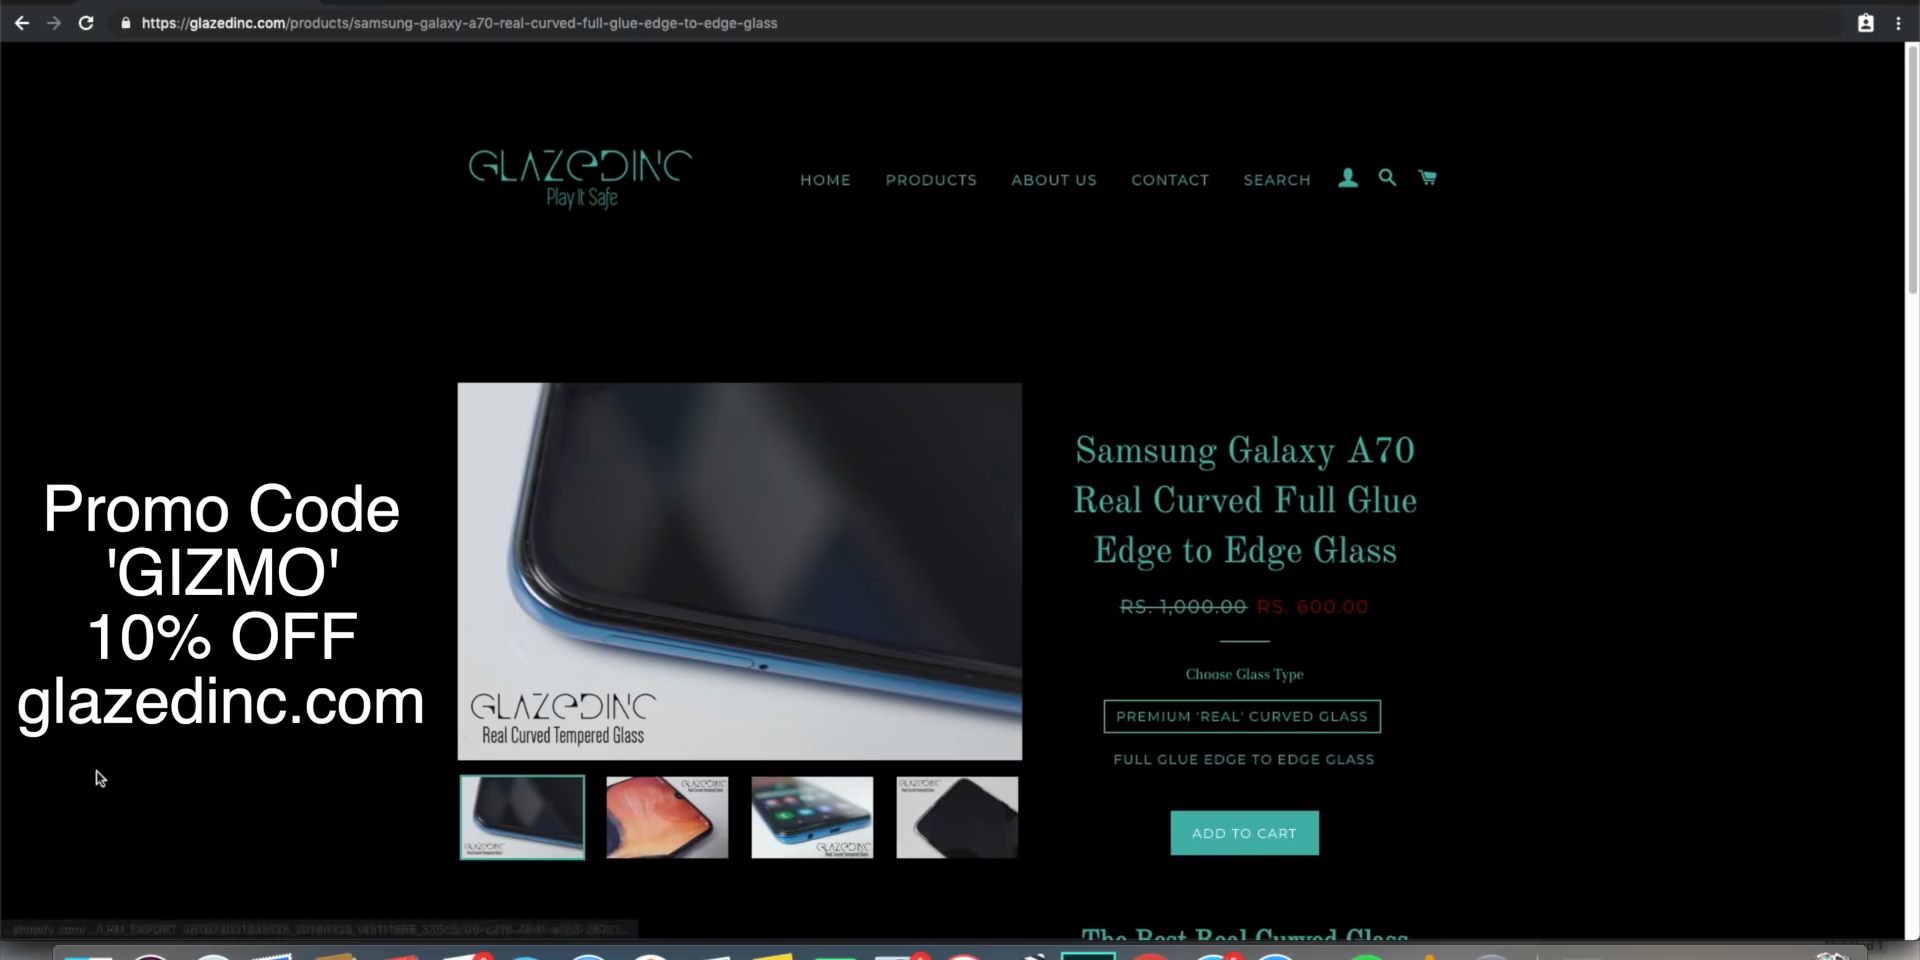 https://glazedinc.com/products/samsung-galaxy-a70-real-curved-full-glue-edge-to-edge-glass
GLAZEDINC
Play It Safe
HOME PRODUCTS ABOUT US CONTACT SEARCH
Promo Code
'GIZMO'
10% OFF
glazedinc.com
GLAZEDINC
Real Curved Tempered Glass
Samsung Galaxy A70
Real Curved Full Glue
Edge to Edge Glass
RS. 1,000.00 RS. 600.00
Choose Glass Type
PREMIUM 'REAL' CURVED GLASS
FULL GLUE EDGE TO EDGE GLASS
ADD TO CART
The Best Real Curved Glass